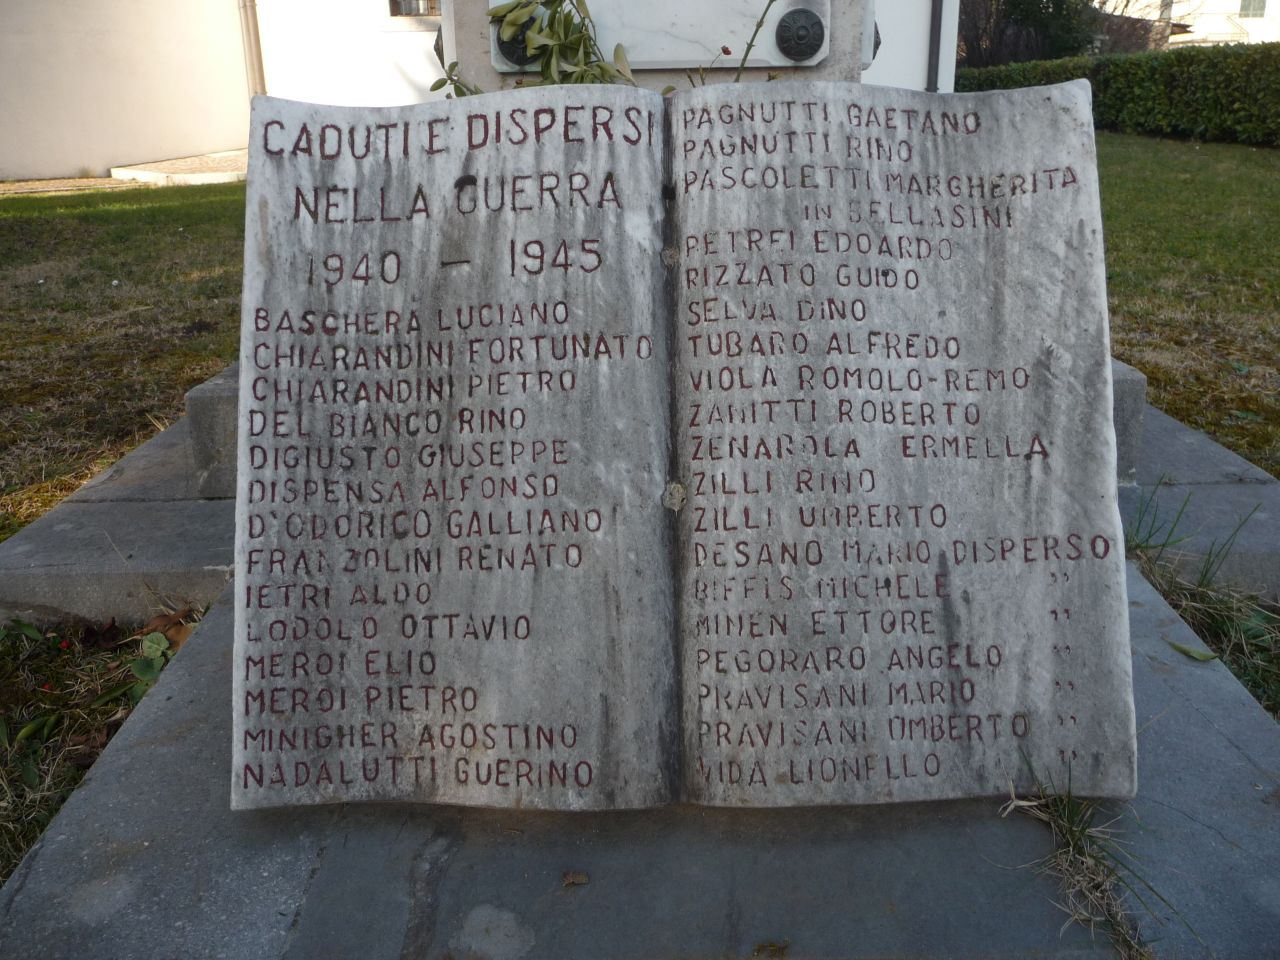 CADUTI E DISPERSI
NELLA GUERRA
1940 – 1945
BASCHERA LUCIANO
CHIARANDINI FORTUNATO
CHIARANDINI PIETRO
DEL BIANCO RINO
DIGIUSTO GIUSEPPE
DISPENSA ALFONSO
D'ODORICO GALLIANO
FRANZOLINI RENATO
IETRI ALDO
LODOLO OTTAVIO
MEROI ELIO
MEROI PIETRO
MINIGHER AGOSTINO
NADALUTTI GUERINO
PAGNUTTI GAETANO
PAGNUTTI RINO
PASCOLETTI MARGHERITA
IN BELLASINI
PETREI EDOARDO
RIZZATO GUIDO
SELVA DINO
TUBARO ALFREDO
VIOLA ROMOLO-REMO
ZANITTI ROBERTO
ZENAROLA ERMELLA
ZILLI RINO
ZILLI UMBERTO
DESANO MARIO DISPERSO
RIFFIS MICHELE "
MINEN ETTORE "
PEGORARO ANGELO "
PRAVISANI MARIO "
PRAVISANI UMBERTO "
VIDA LIONELLO "